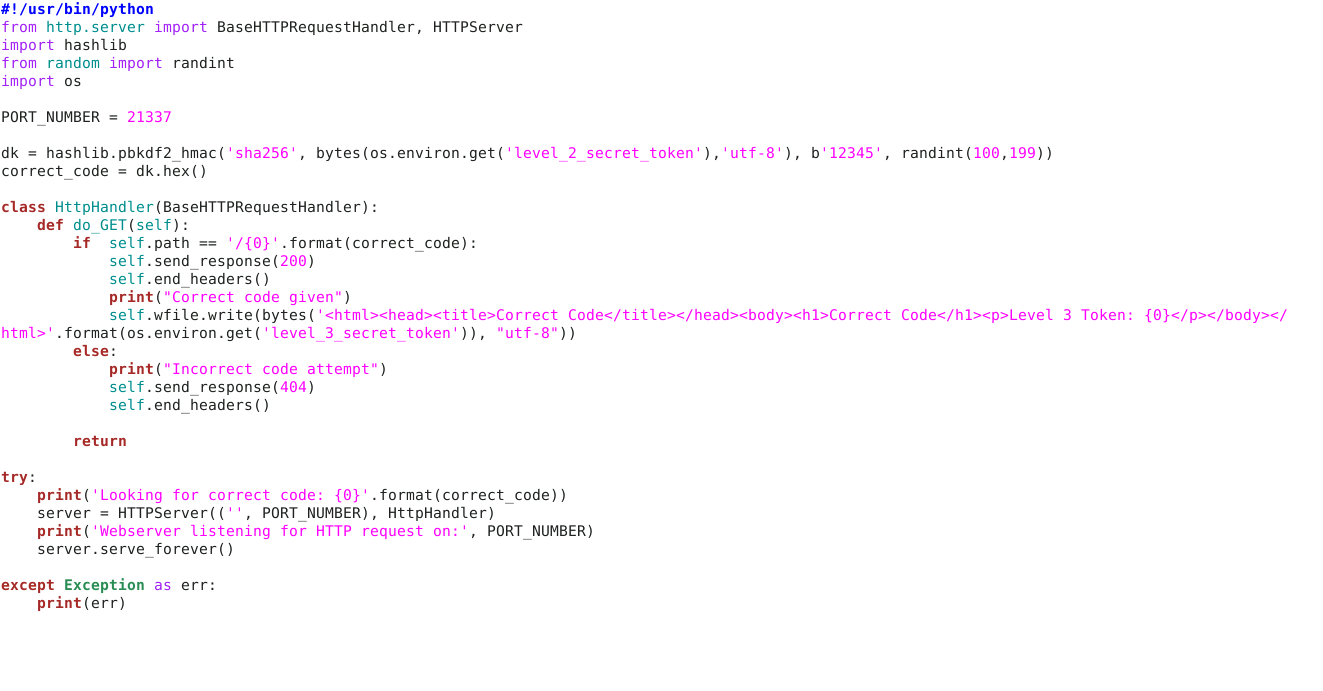 #!/usr/bin/python
from http.server import BaseHTTPRequestHandler, HTTPServer
import hashlib
from random import randint
import os

PORT_NUMBER = 21337

dk = hashlib.pbkdf2_hmac('sha256', bytes(os.environ.get('level_2_secret_token'),'utf-8'), b'12345', randint(100,199))
correct_code = dk.hex()

class HttpHandler(BaseHTTPRequestHandler):
    def do_GET(self):
        if  self.path == '/{0}'.format(correct_code):
            self.send_response(200)
            self.end_headers()
            print("Correct code given")
            self.wfile.write(bytes('<html><head><title>Correct Code</title></head><body><h1>Correct Code</h1><p>Level 3 Token: {0}</p></body></
html>'.format(os.environ.get('level_3_secret_token')), "utf-8"))
        else:
            print("Incorrect code attempt")
            self.send_response(404)
            self.end_headers()

        return

try:
    print('Looking for correct code: {0}'.format(correct_code))
    server = HTTPServer(('', PORT_NUMBER), HttpHandler)
    print('Webserver listening for HTTP request on:', PORT_NUMBER)
    server.serve_forever()

except Exception as err:
    print(err)